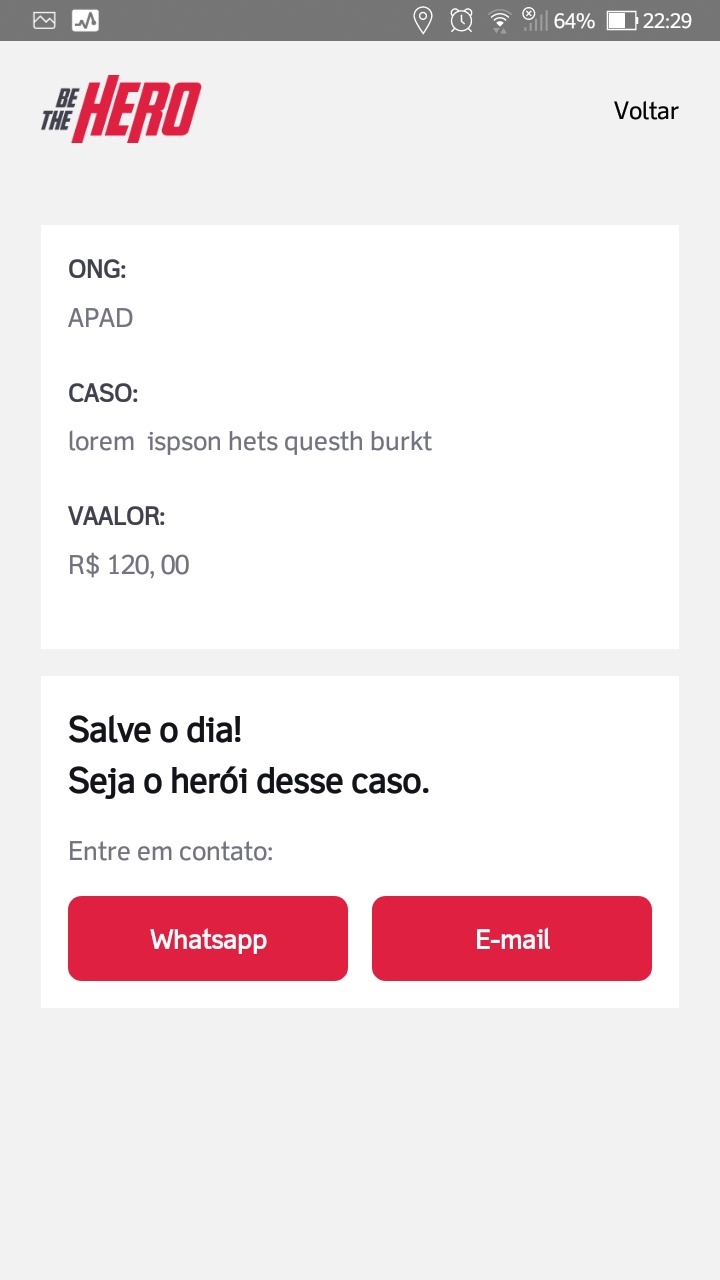 64% 22:29
BE
THE HERO
Voltar
ONG:
APAD
CASO:
lorem  ispson hets questh burkt
VAALOR:
R$ 120, 00
Salve o dia!
Seja o herói desse caso.
Entre em contato:
Whatsapp E-mail